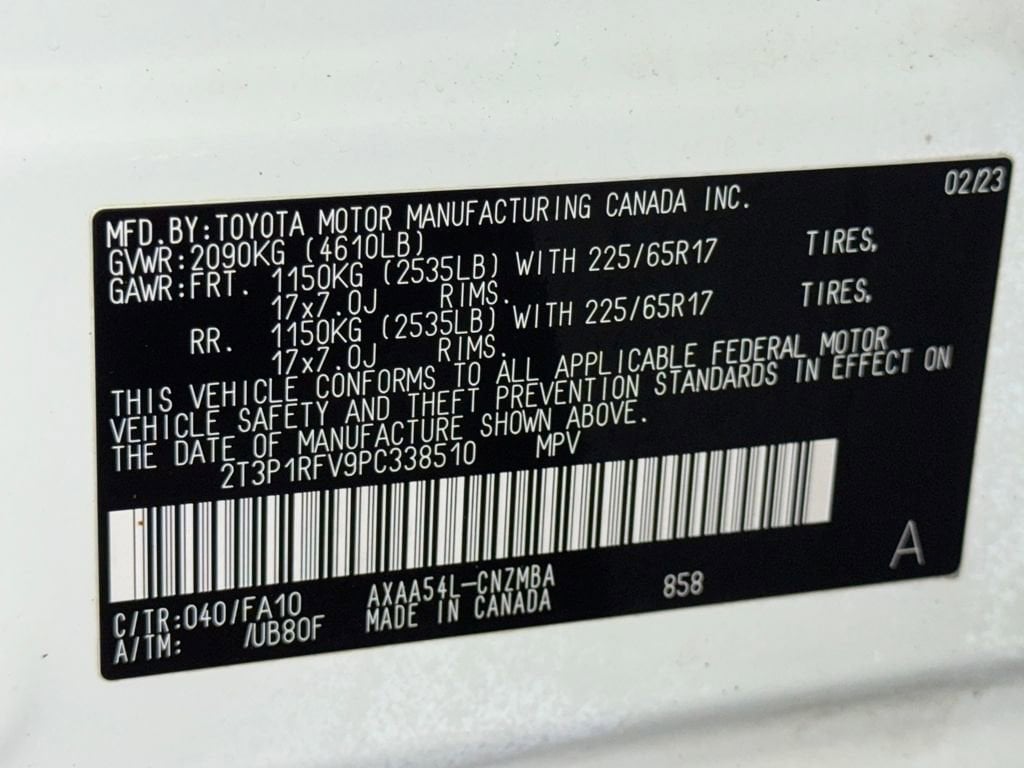 02/23
MFD.BY:TOYOTA MOTOR MANUFACTURING CANADA INC.
GVWR:2090KG (4610LB)
GAWR:FRT. 1150KG (2535LB) WITH 225/65R17 TIRES,
17x7.0J RIMS.
RR. 1150KG (2535LB) WITH 225/65R17 TIRES,
17x7.0J RIMS.
THIS VEHICLE CONFORMS TO ALL APPLICABLE FEDERAL MOTOR
VEHICLE SAFETY AND THEFT PREVENTION STANDARDS IN EFFECT ON
THE DATE OF MANUFACTURE SHOWN ABOVE.
2T3P1RFV9PC338510 MPV
C/TR:040/FA10 AXAA54L-CNZMBA 858 A
A/TM: /UB80F MADE IN CANADA